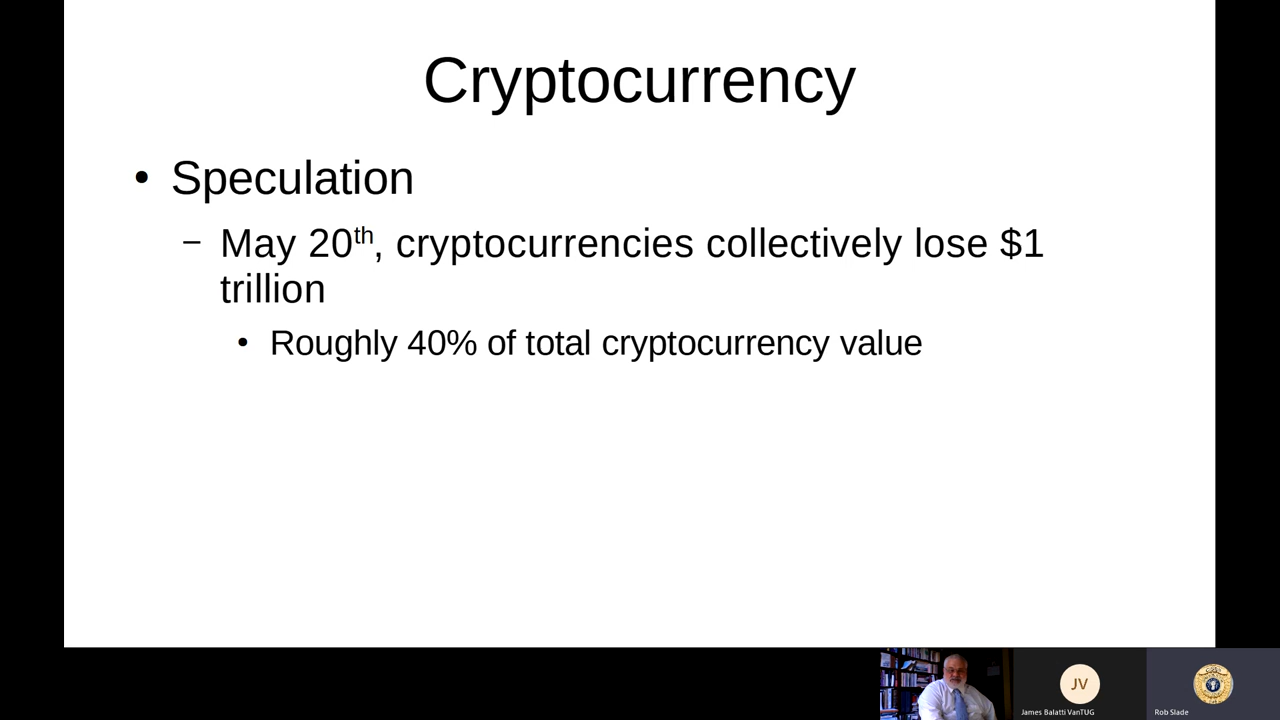 Cryptocurrency
• Speculation
– May 20th, cryptocurrencies collectively lose $1
trillion
• Roughly 40% of total cryptocurrency value
JV
James Balatti VanTUG
Rob Slade